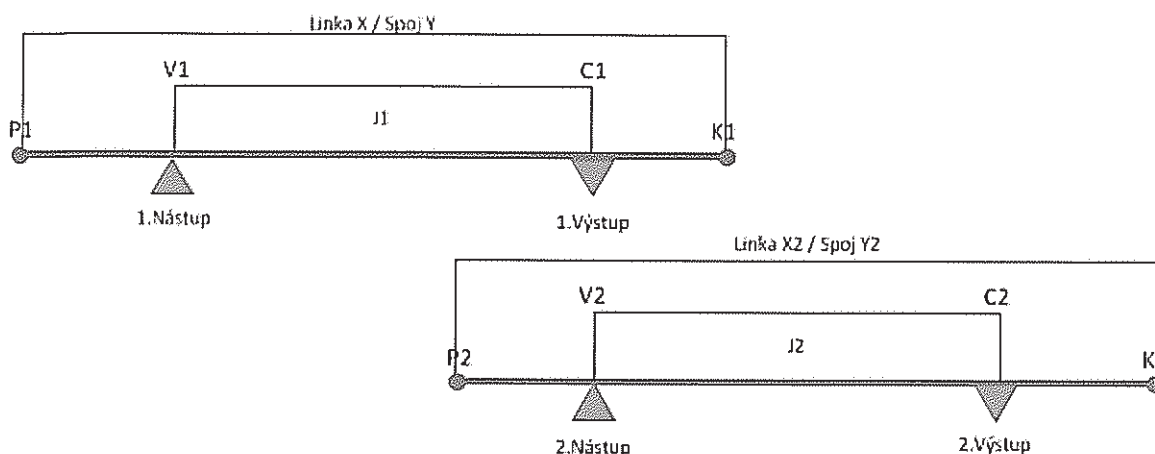 Linka X / Spoj Y
V1
C1
J1
P1
K1
1.Nástup
1.Výstup
Linka X2 / Spoj Y2
V2
C2
J2
P2
K
2.Nástup
2.Výstup